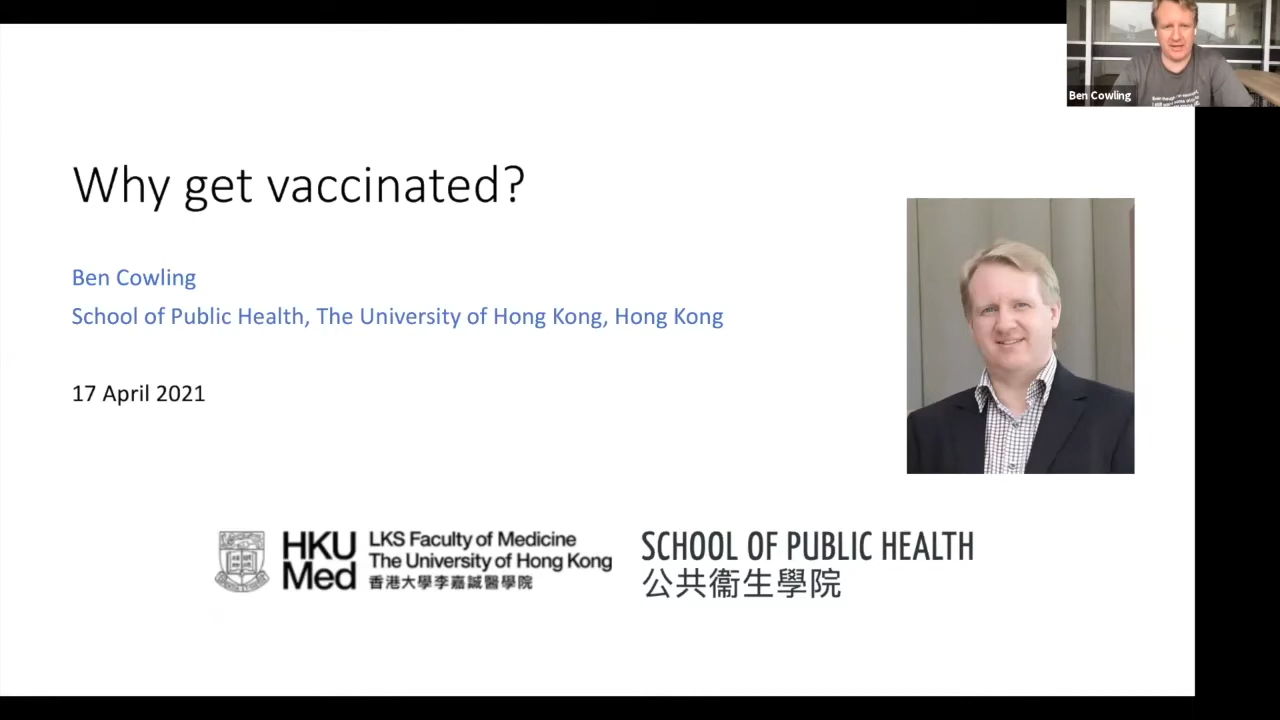 Ben Cowling
Why get vaccinated?
Ben Cowling
School of Public Health, The University of Hong Kong, Hong Kong
17 April 2021
HKU
Med
LKS Faculty of Medicine
The University of Hong Kong
香港大學李嘉誠醫學院
SCHOOL OF PUBLIC HEALTH
公共衞生學院